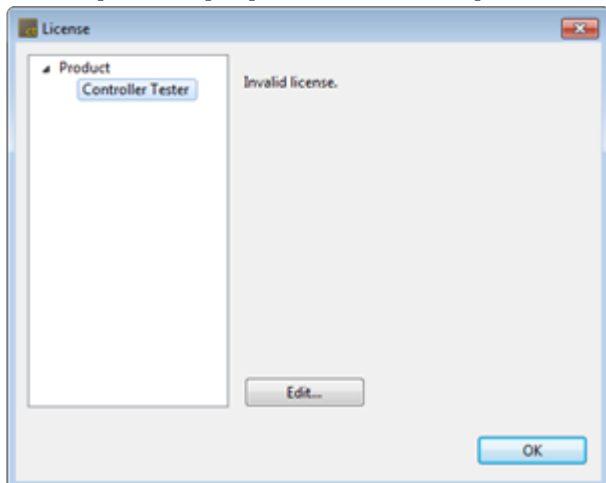 License
Product
Controller Tester
Invalid license.
Edit...
OK